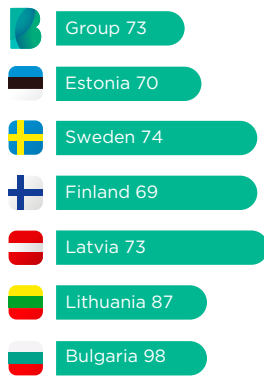 Group 73
Estonia 70
Sweden 74
Finland 69
Latvia 73
Lithuania 87
Bulgaria 98